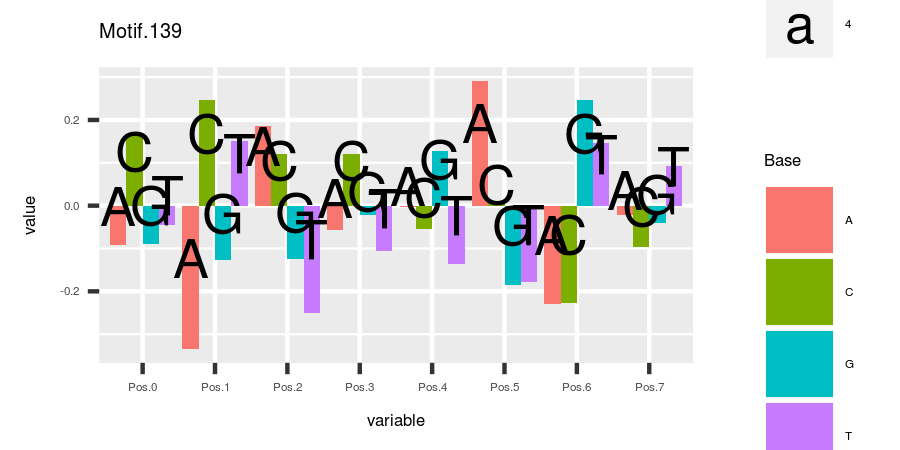 Motif.139
a 4
value
0.2
0.0
-0.2
A C G T A C G T A C G T A C G T A C G T A C G T A C G T A C G T
Pos.0 Pos.1 Pos.2 Pos.3 Pos.4 Pos.5 Pos.6 Pos.7
variable
Base
A
C
G
T